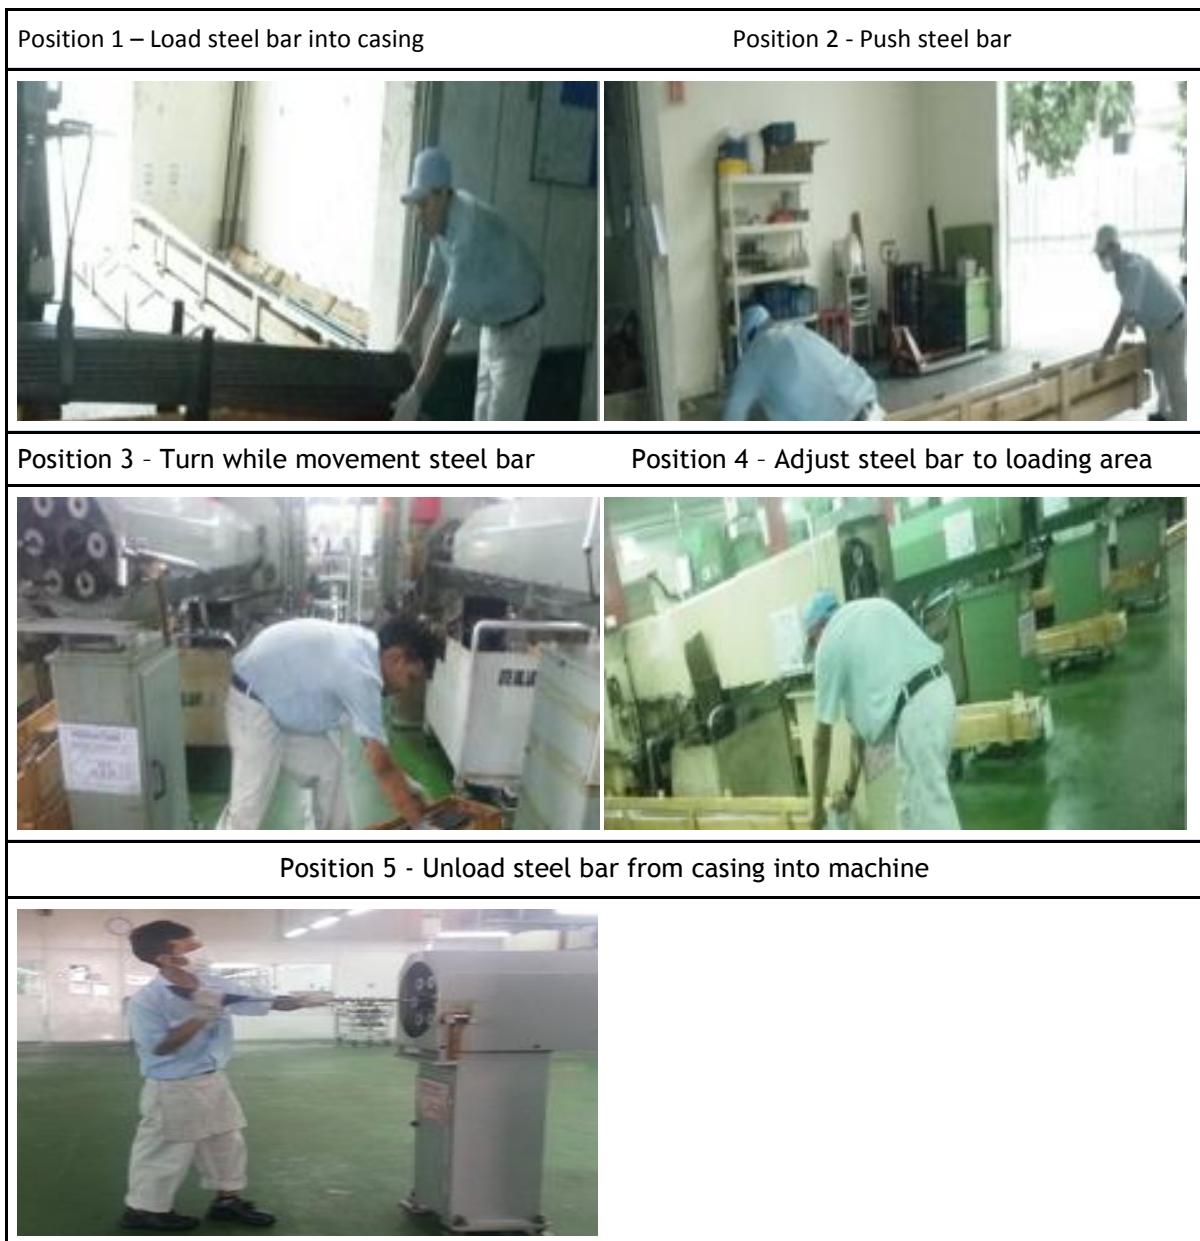 Position 1 – Load steel bar into casing
Position 2 - Push steel bar
Position 3 - Turn while movement steel bar
Position 4 - Adjust steel bar to loading area
Position 5 - Unload steel bar from casing into machine